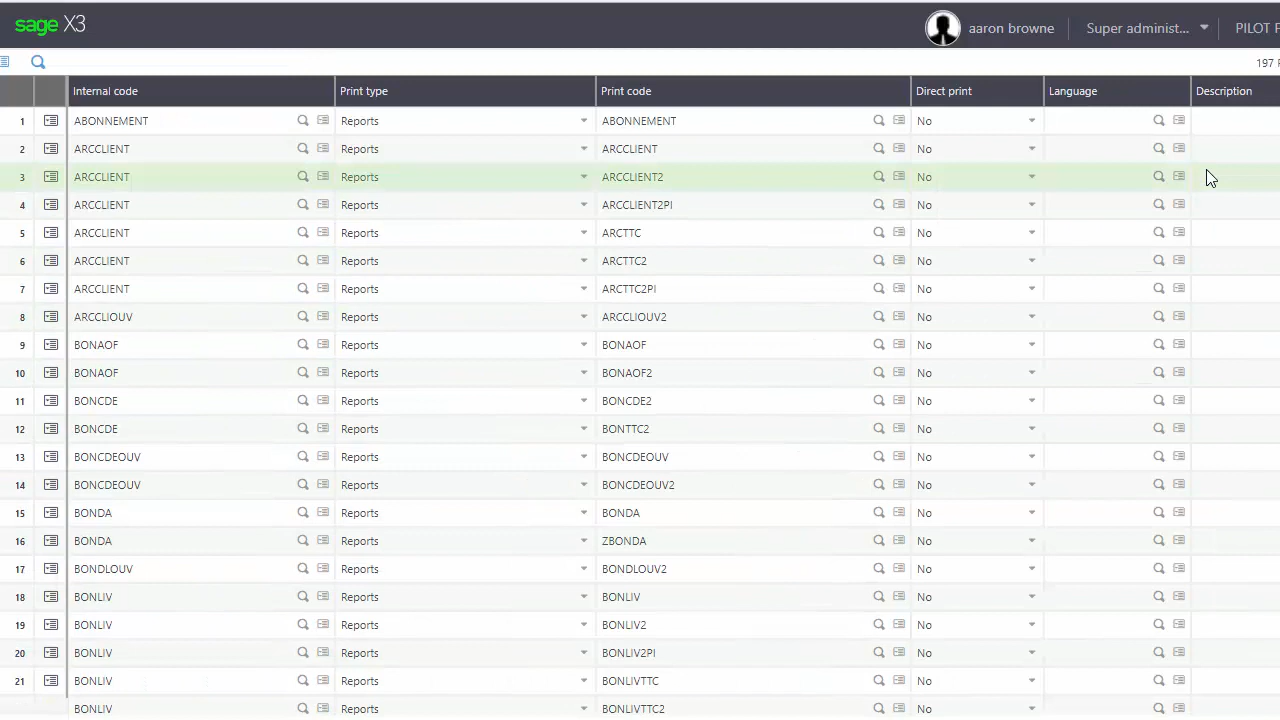 sage X3 aaron browne Super administ... PILOT F
197
Internal code Print type Print code Direct print Language Description
1 ABONNEMENT Reports ABONNEMENT No
2 ARCCLIENT Reports ARCCLIENT No
3 ARCCLIENT Reports ARCCLIENT2 No
4 ARCCLIENT Reports ARCCLIENT2PI No
5 ARCCLIENT Reports ARCTTC No
6 ARCCLIENT Reports ARCTTC2 No
7 ARCCLIENT Reports ARCTTC2PI No
8 ARCCLIOUV Reports ARCCLIOUV2 No
9 BONAOF Reports BONAOF No
10 BONAOF Reports BONAOF2 No
11 BONCDE Reports BONCDE2 No
12 BONCDE Reports BONTTC2 No
13 BONCDEOUV Reports BONCDEOUV No
14 BONCDEOUV Reports BONCDEOUV2 No
15 BONDA Reports BONDA No
16 BONDA Reports ZBONDA No
17 BONDLOUV Reports BONDLOUV2 No
18 BONLIV Reports BONLIV No
19 BONLIV Reports BONLIV2 No
20 BONLIV Reports BONLIV2PI No
21 BONLIV Reports BONLIVTTC No
BONLIV Reports BONLIVTTC2 No